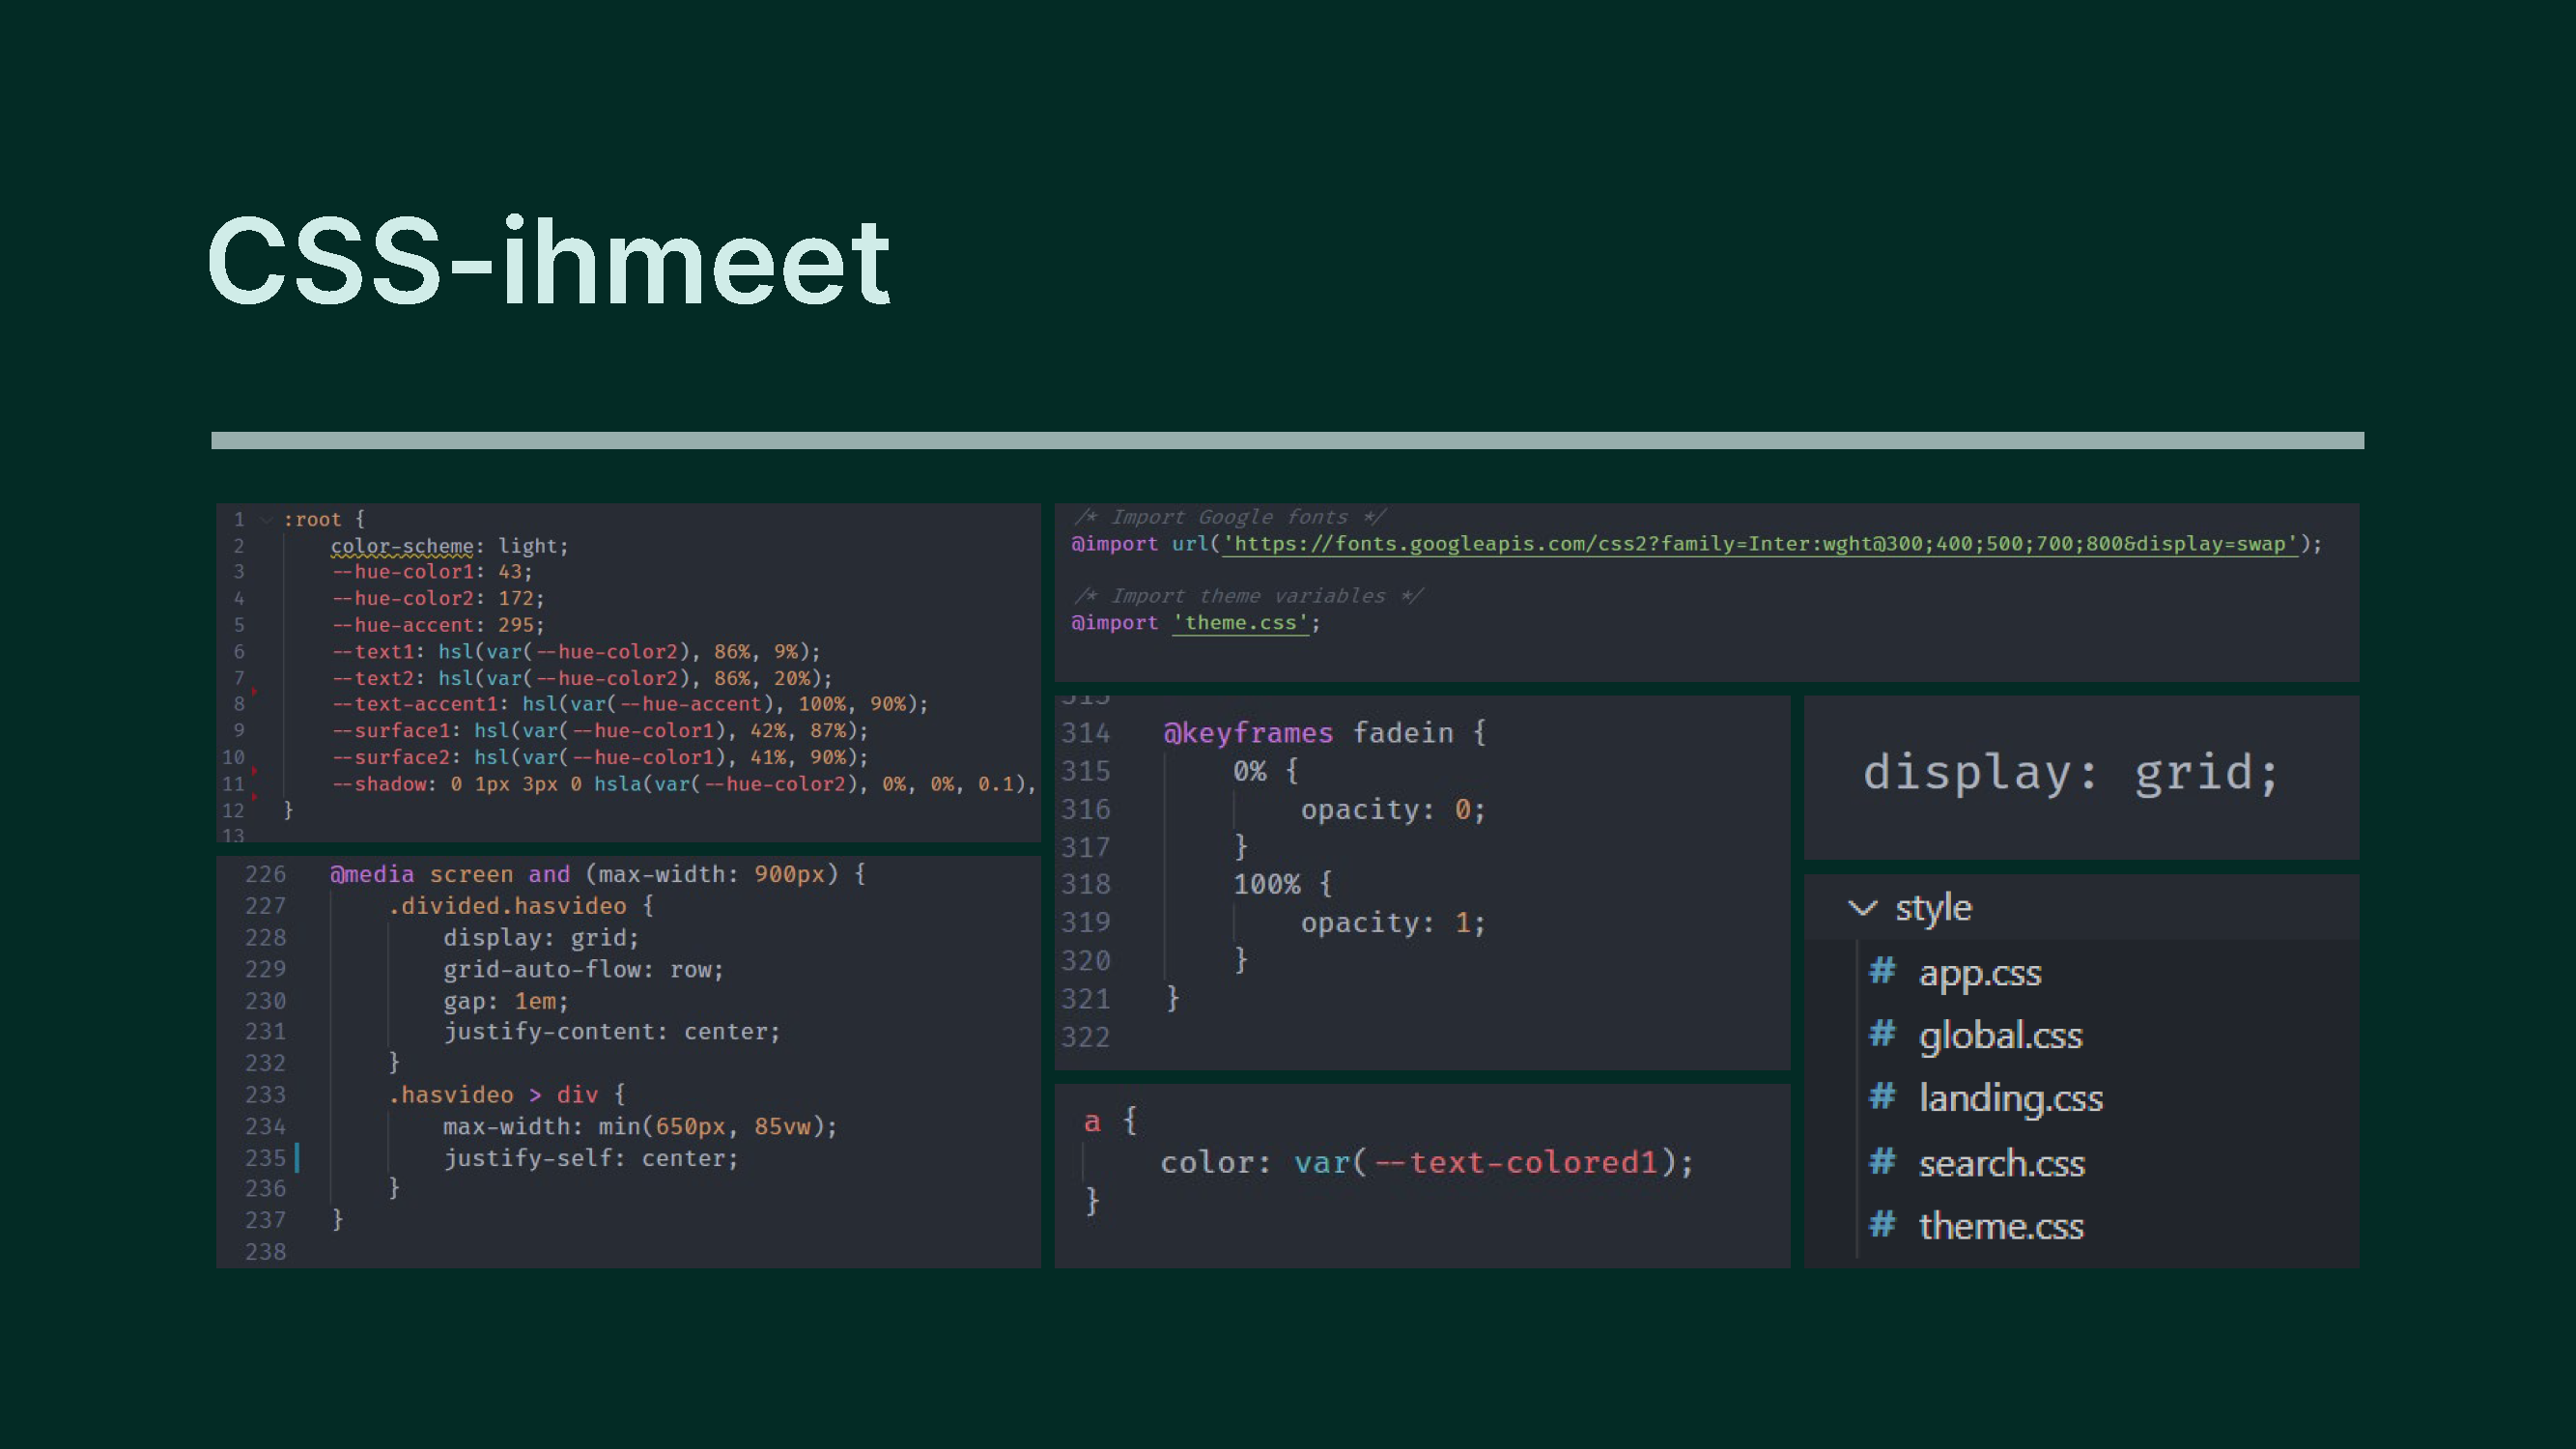 CSS-ihmeet
1 :root {
2 color-scheme: light;
3 --hue-color1: 43;
4 --hue-color2: 172;
5 --hue-accent: 295;
6 --text1: hsl(var(--hue-color2), 86%, 9%);
7 --text2: hsl(var(--hue-color2), 86%, 20%);
8 --text-accent1: hsl(var(--hue-accent), 100%, 90%);
9 --surface1: hsl(var(--hue-color1), 42%, 87%);
10 --surface2: hsl(var(--hue-color1), 41%, 90%);
11 --shadow: 0 1px 3px 0 hsla(var(--hue-color2), 0%, 0%, 0.1),
12 }
13
226 @media screen and (max-width: 900px) {
227 .divided.hasvideo {
228 display: grid;
229 grid-auto-flow: row;
230 gap: 1em;
231 justify-content: center;
232 }
233 .hasvideo > div {
234 max-width: min(650px, 85vw);
235 justify-self: center;
236 }
237 }
238
/* Import Google fonts */
@import url('https://fonts.googleapis.com/css2?family=Inter:wght@300;400;500;700;800&display=swap');
/* Import theme variables */
@import 'theme.css';
313
314 @keyframes fadein {
315 0% {
316 opacity: 0;
317 }
318 100% {
319 opacity: 1;
320 }
321 }
322
a {
color: var(--text-colored1);
}
display: grid;
style
# app.css
# global.css
# landing.css
# search.css
# theme.css